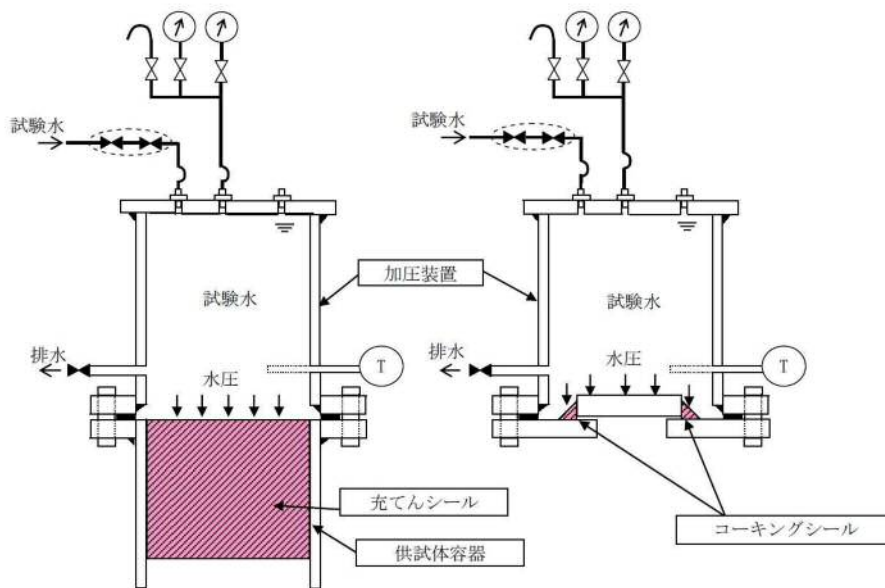 試験水
試験水
加圧装置
試験水
試験水
排水
水圧
T
排水
水圧
T
充てんシール
供試体容器
コーキングシール